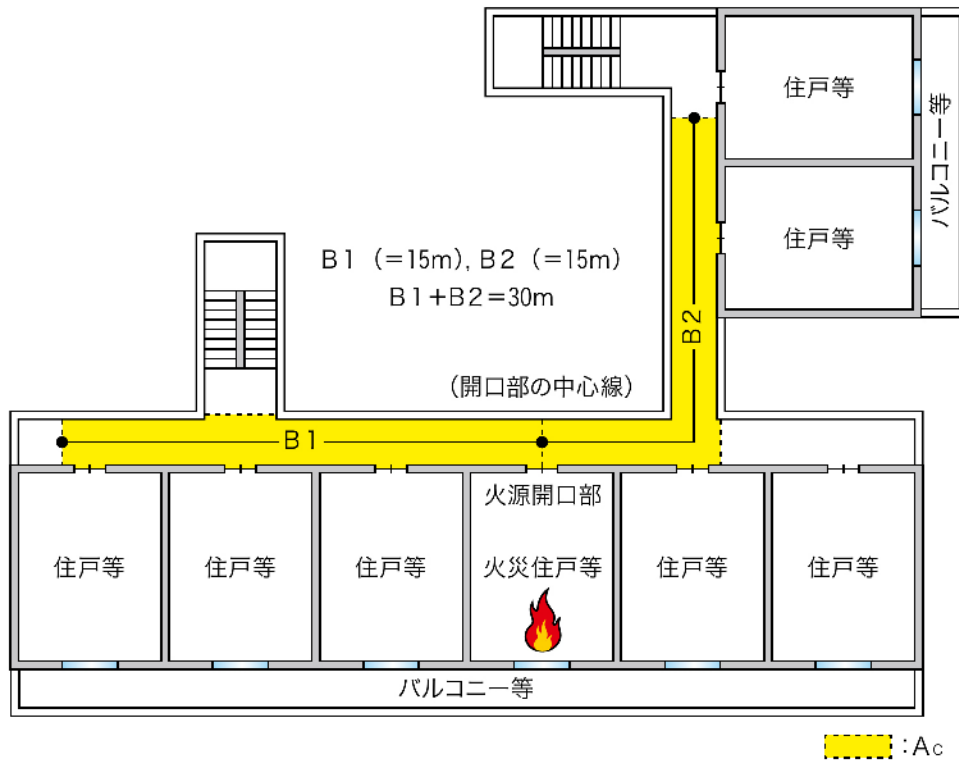 住戸等
住戸等
バルコニー等
B1（=15m), B2（=15m）
B1+B2=30m
B2
（開口部の中心線）
B1
火源開口部
住戸等
住戸等
住戸等
火災住戸等
住戸等
住戸等
バルコニー等
：Ac